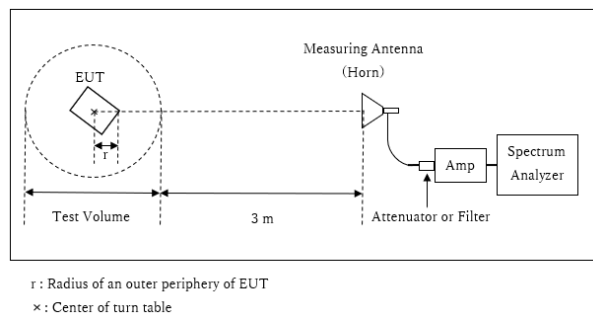 Measuring Antenna
(Horn)
EUT
×
r
Amp
Spectrum
Analyzer
Test Volume
3 m
Attenuator or Filter
r : Radius of an outer periphery of EUT
× : Center of turn table